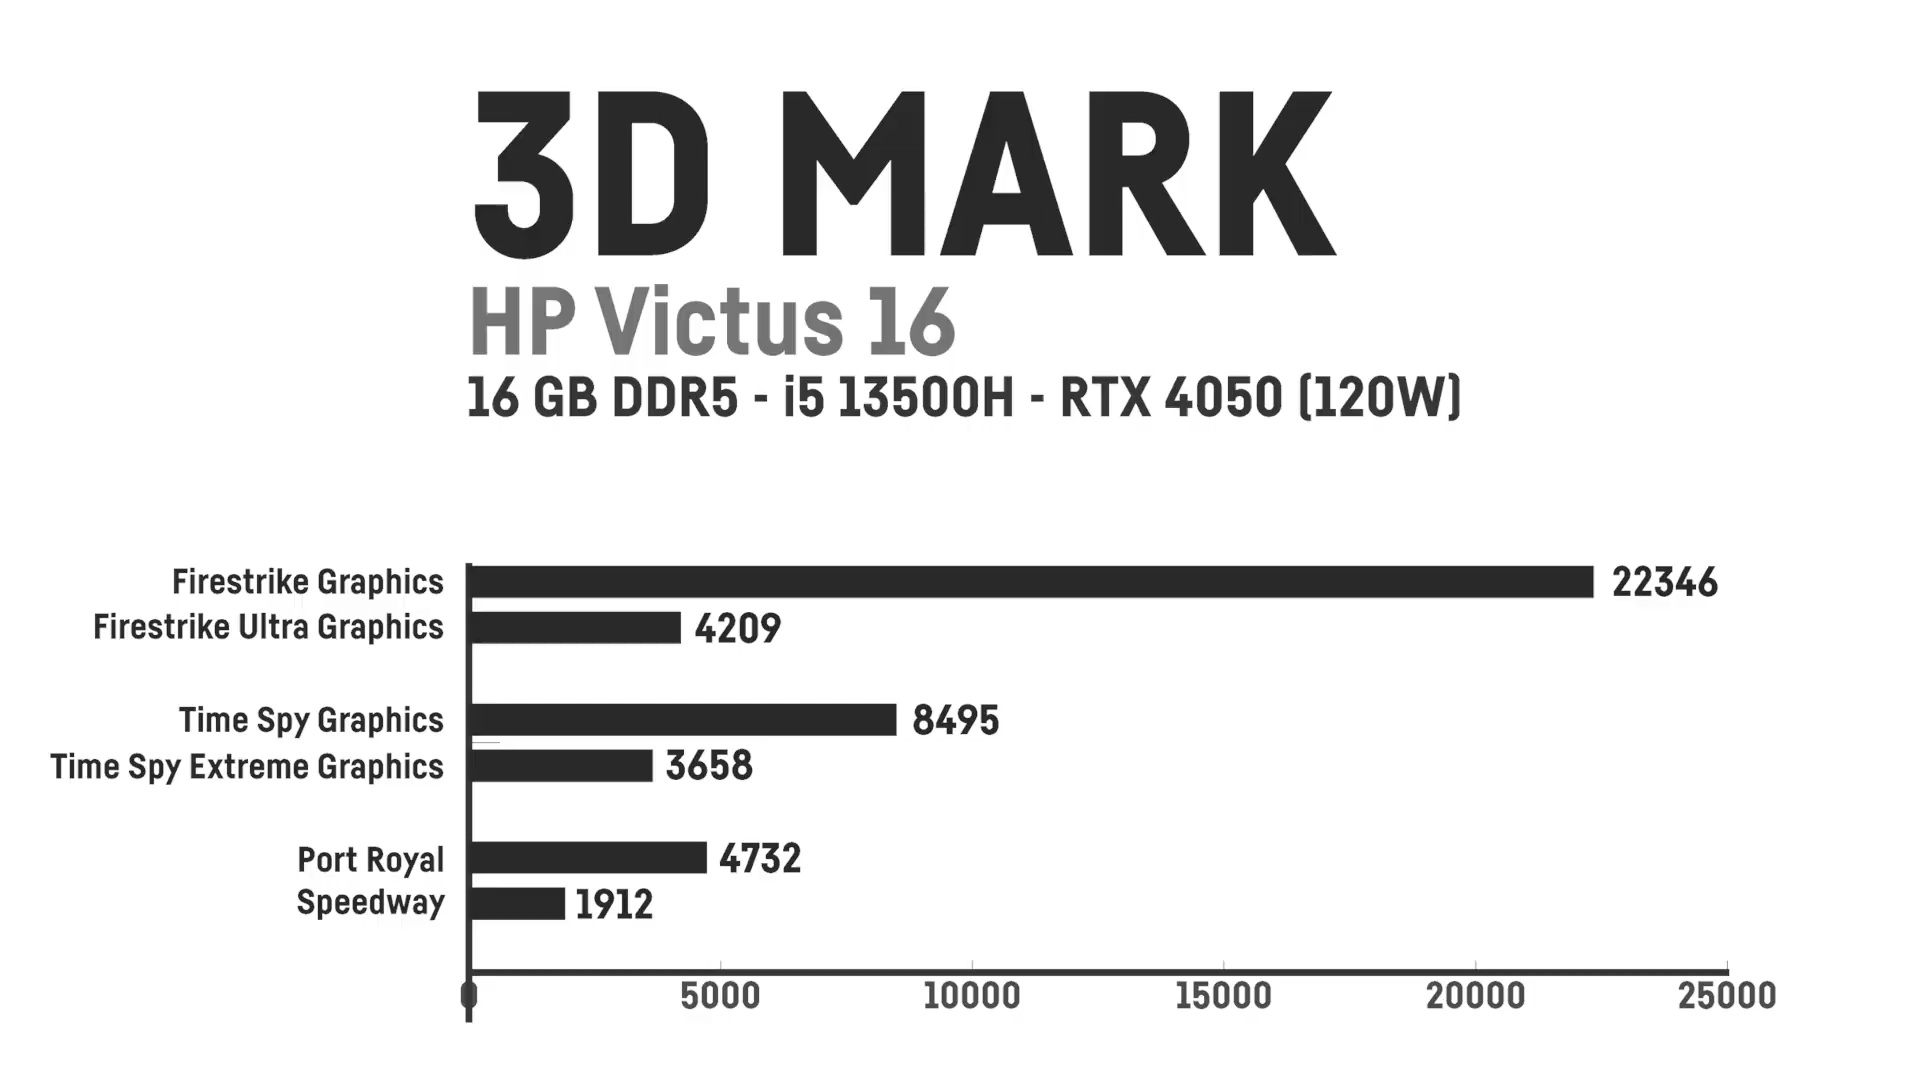 3D MARK
HP Victus 16
16 GB DDR5 - i5 13500H - RTX 4050 (120W)
Firestrike Graphics 22346
Firestrike Ultra Graphics 4209
Time Spy Graphics 8495
Time Spy Extreme Graphics 3658
Port Royal 4732
Speedway 1912
0 5000 10000 15000 20000 25000